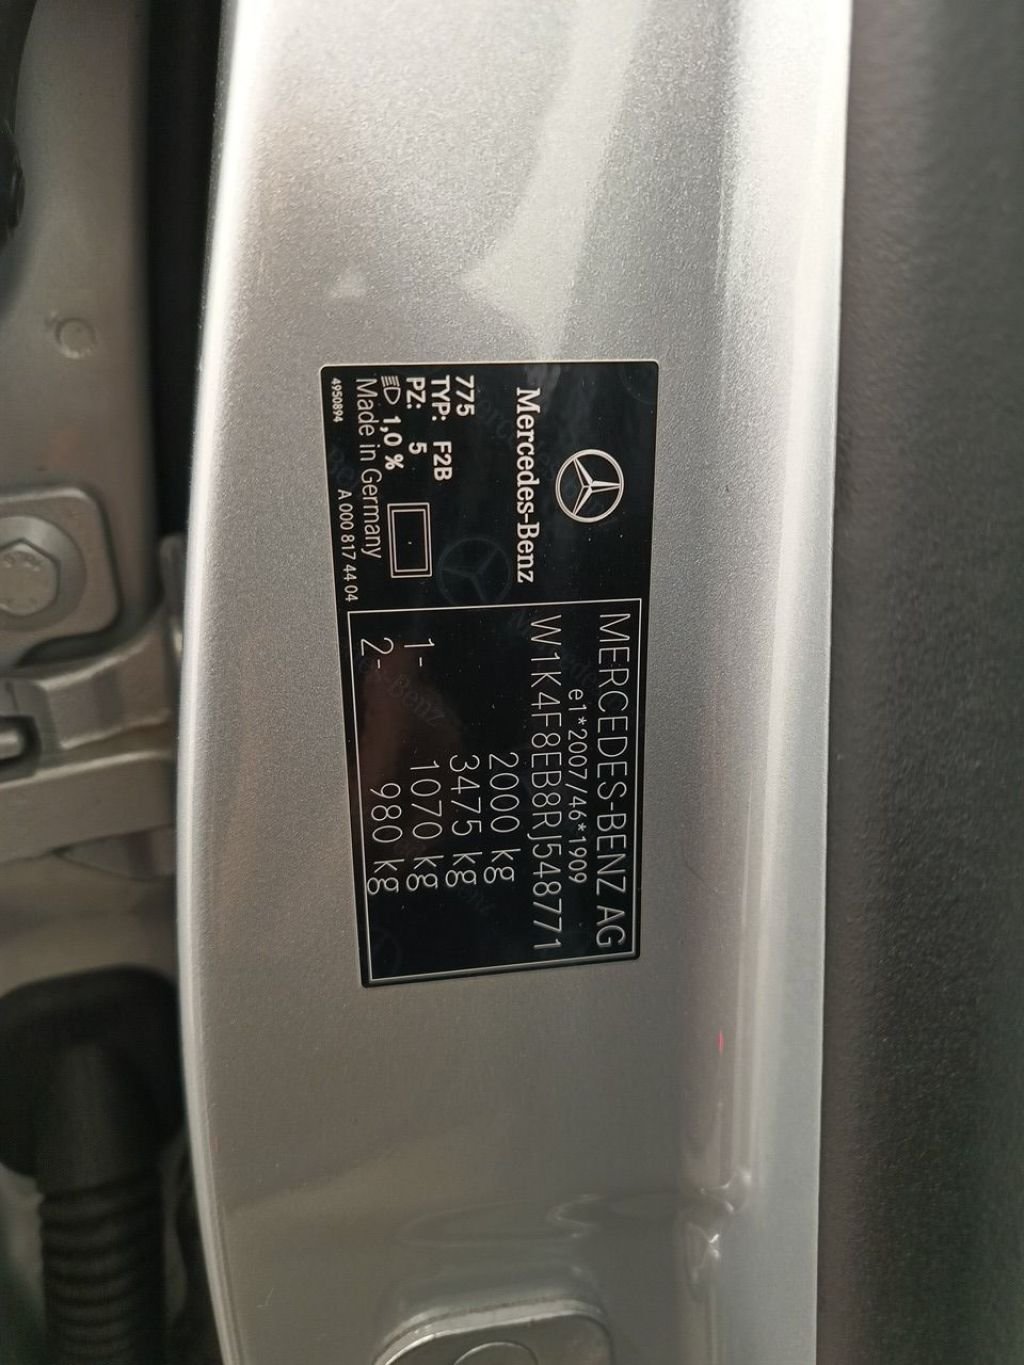 Mercedes-Benz
775
TYP: F2B
PZ: 5
1,0 %
Made in Germany
4950894
A 000 817 44 04
MERCEDES-BENZ AG
e1*2007/46*1909
W1K4F8EB8RJ548771
2000 kg
3475 kg
1- 1070 kg
2- 980 kg